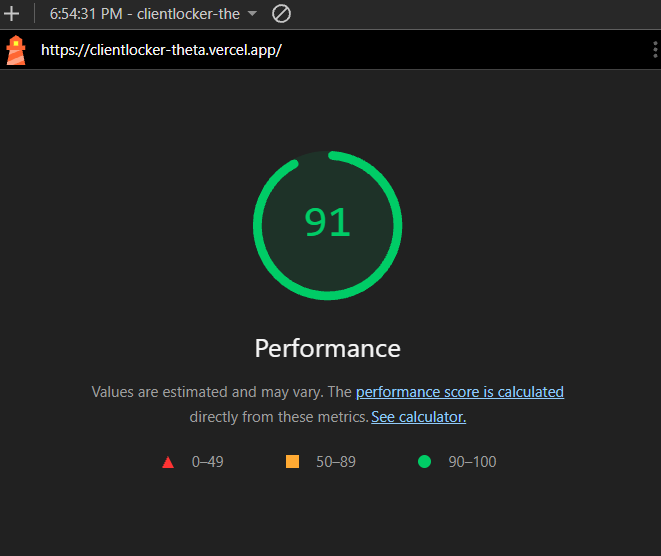 6:54:31 PM - clientlocker-the
https://clientlocker-theta.vercel.app/
91
Performance
Values are estimated and may vary. The performance score is calculated
directly from these metrics. See calculator.
0–49
50–89
90–100